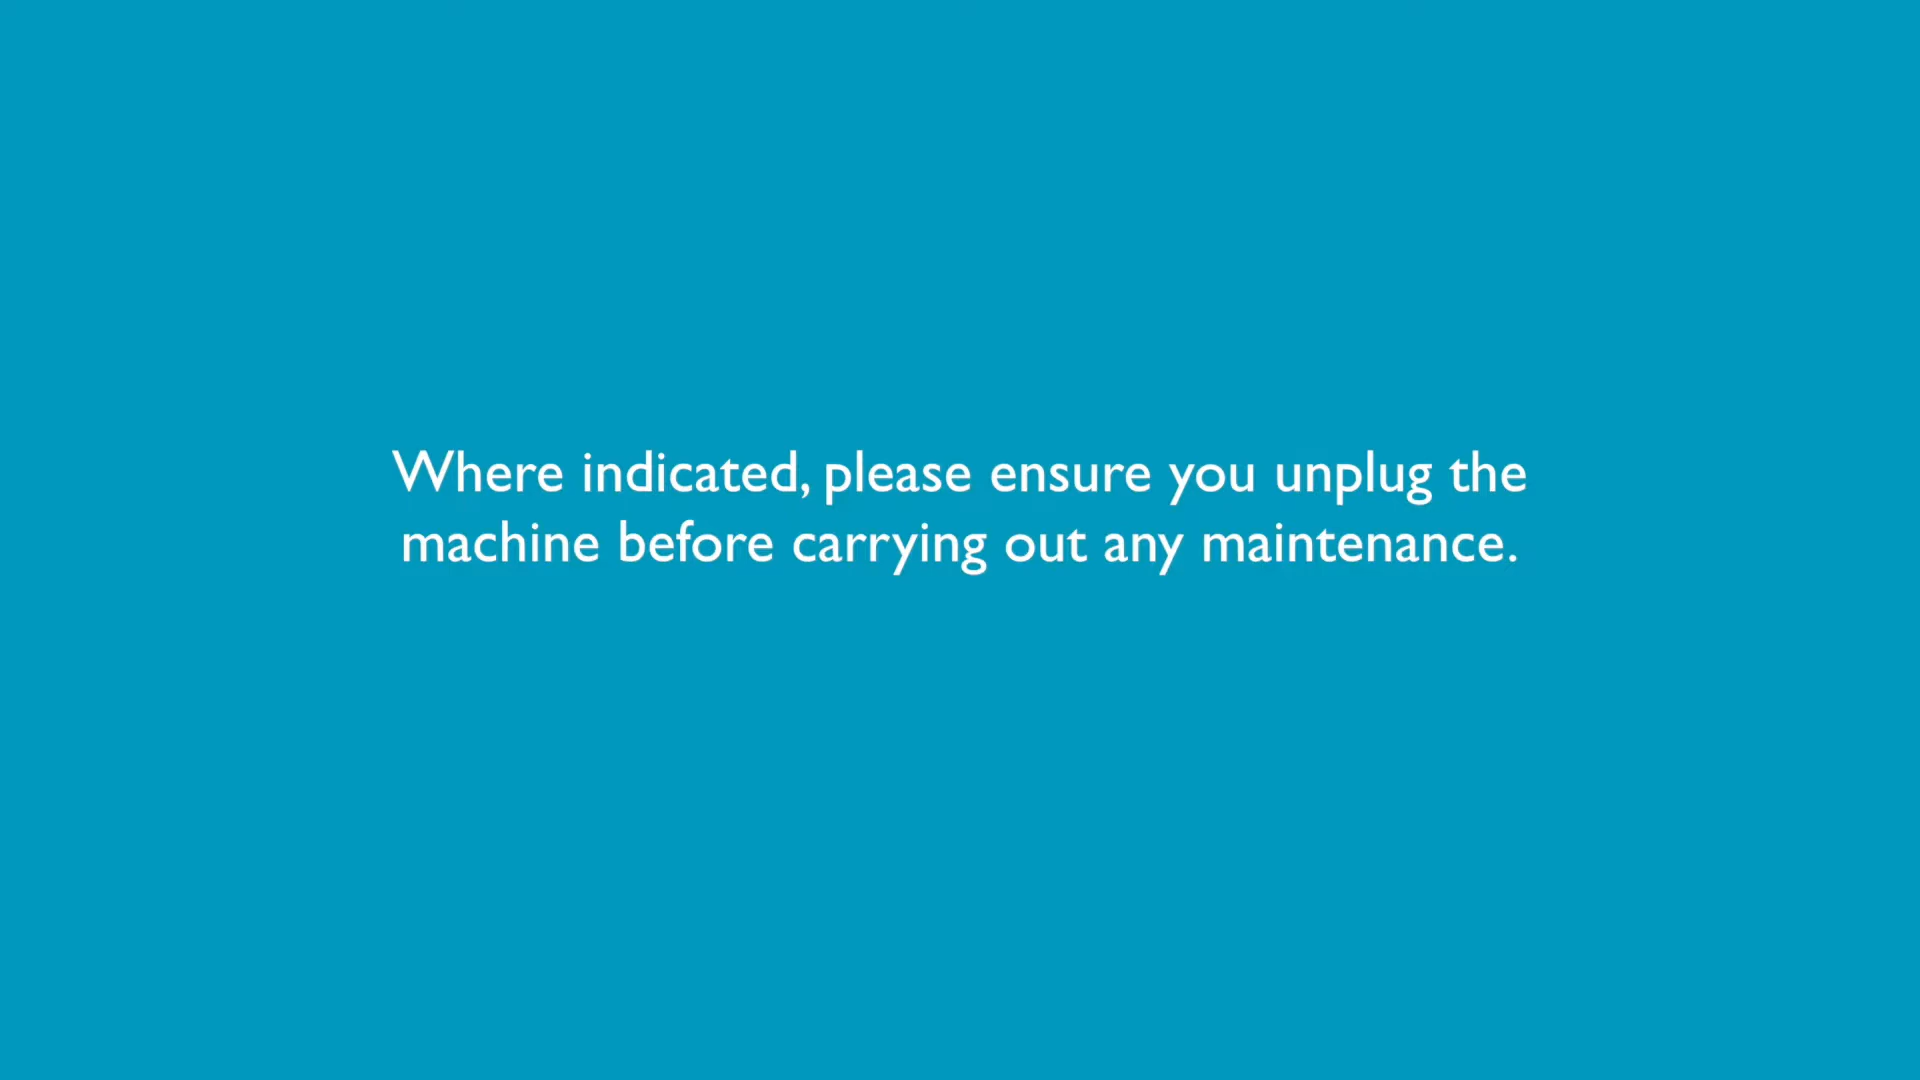 Where indicated, please ensure you unplug the
machine before carrying out any maintenance.